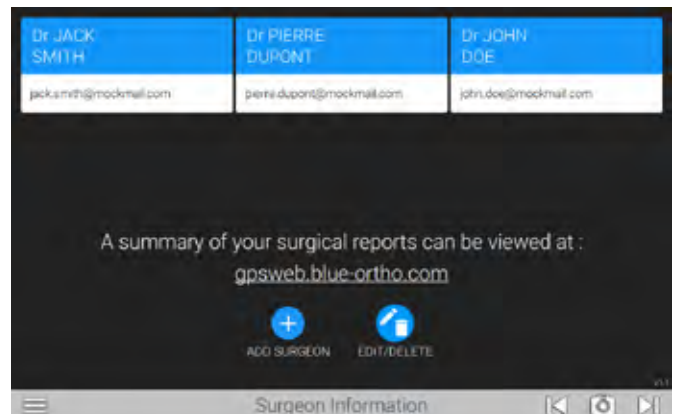 Dr JACK
SMITH
Dr PIERRE
DUPONT
Dr JOHN
DOE
jack.smith@mockmail.com
pierre.dupont@mockmail.com
john.doe@mockmail.com
A summary of your surgical reports can be viewed at :
gpsweb.blue-ortho.com
ADD SURGEON
EDIT/DELETE
Surgeon Information